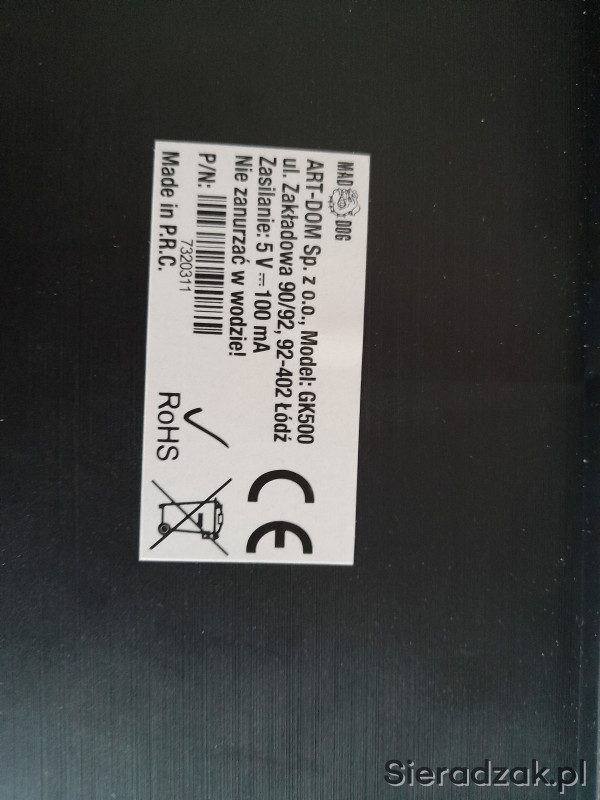 MAD DOG
ART-DOM Sp. z o.o., Model: GK500
ul. Zakładowa 90/92, 92-402 Łódź
Zasilanie: 5 V ⎓ 100 mA
Nie zanurzać w wodzie!
P/N:
7320311
Made in P.R.C.
RoHS
CE
Sieradzak.pl